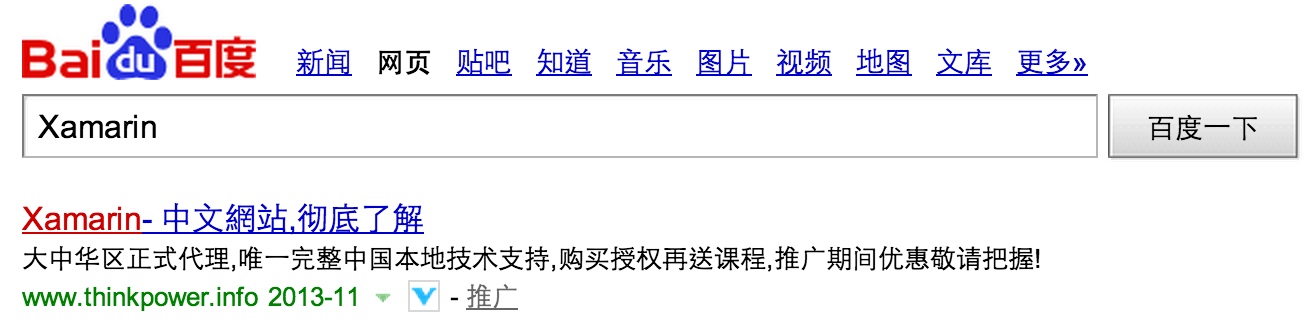 Baidu百度 新闻 网页 贴吧 知道 音乐 图片 视频 地图 文库 更多»
Xamarin 百度一下
Xamarin- 中文網站,彻底了解
大中华区正式代理,唯一完整中国本地技术支持,购买授权再送课程,推广期间优惠敬请把握!
www.thinkpower.info 2013-11 V - 推广